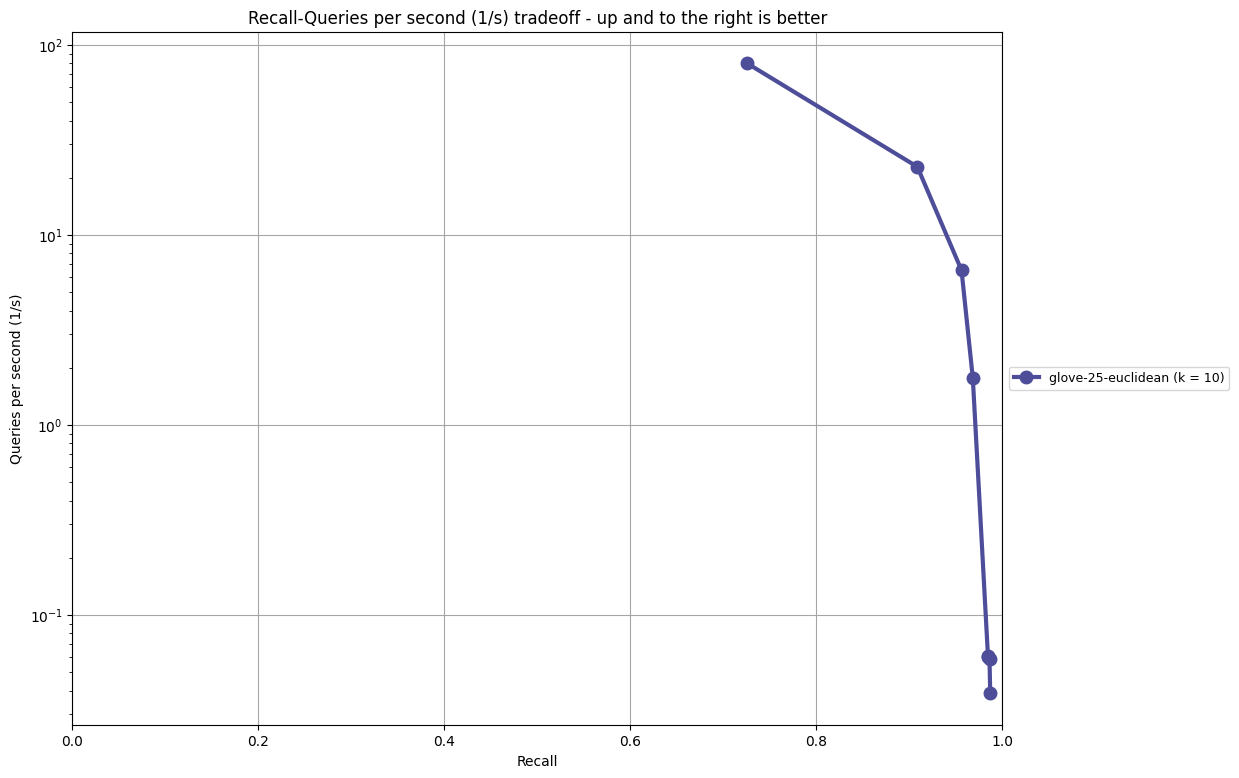 Recall-Queries per second (1/s) tradeoff - up and to the right is better
10²
10¹
10⁰
10⁻¹
Queries per second (1/s)
glove-25-euclidean (k = 10)
0.0 0.2 0.4 0.6 0.8 1.0
Recall